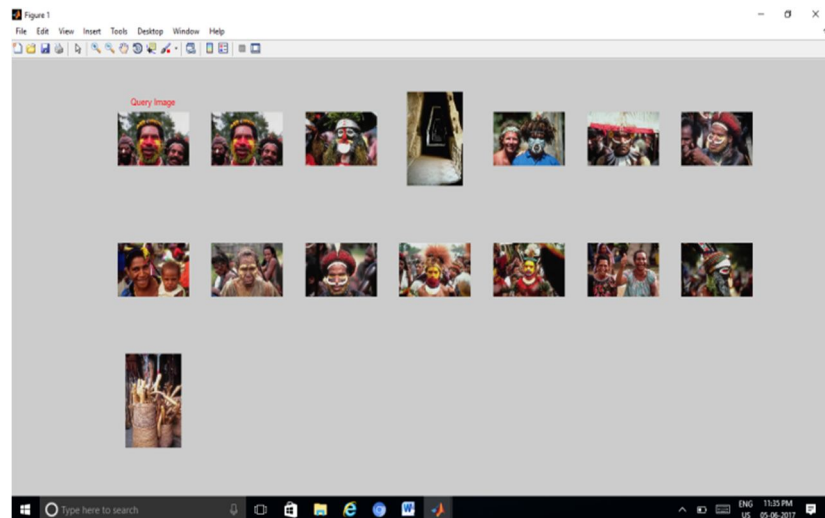 Figure 1
File Edit View Insert Tools Desktop Window Help
Query Image
Type here to search
ENG 11:35 PM
US 05-06-2017